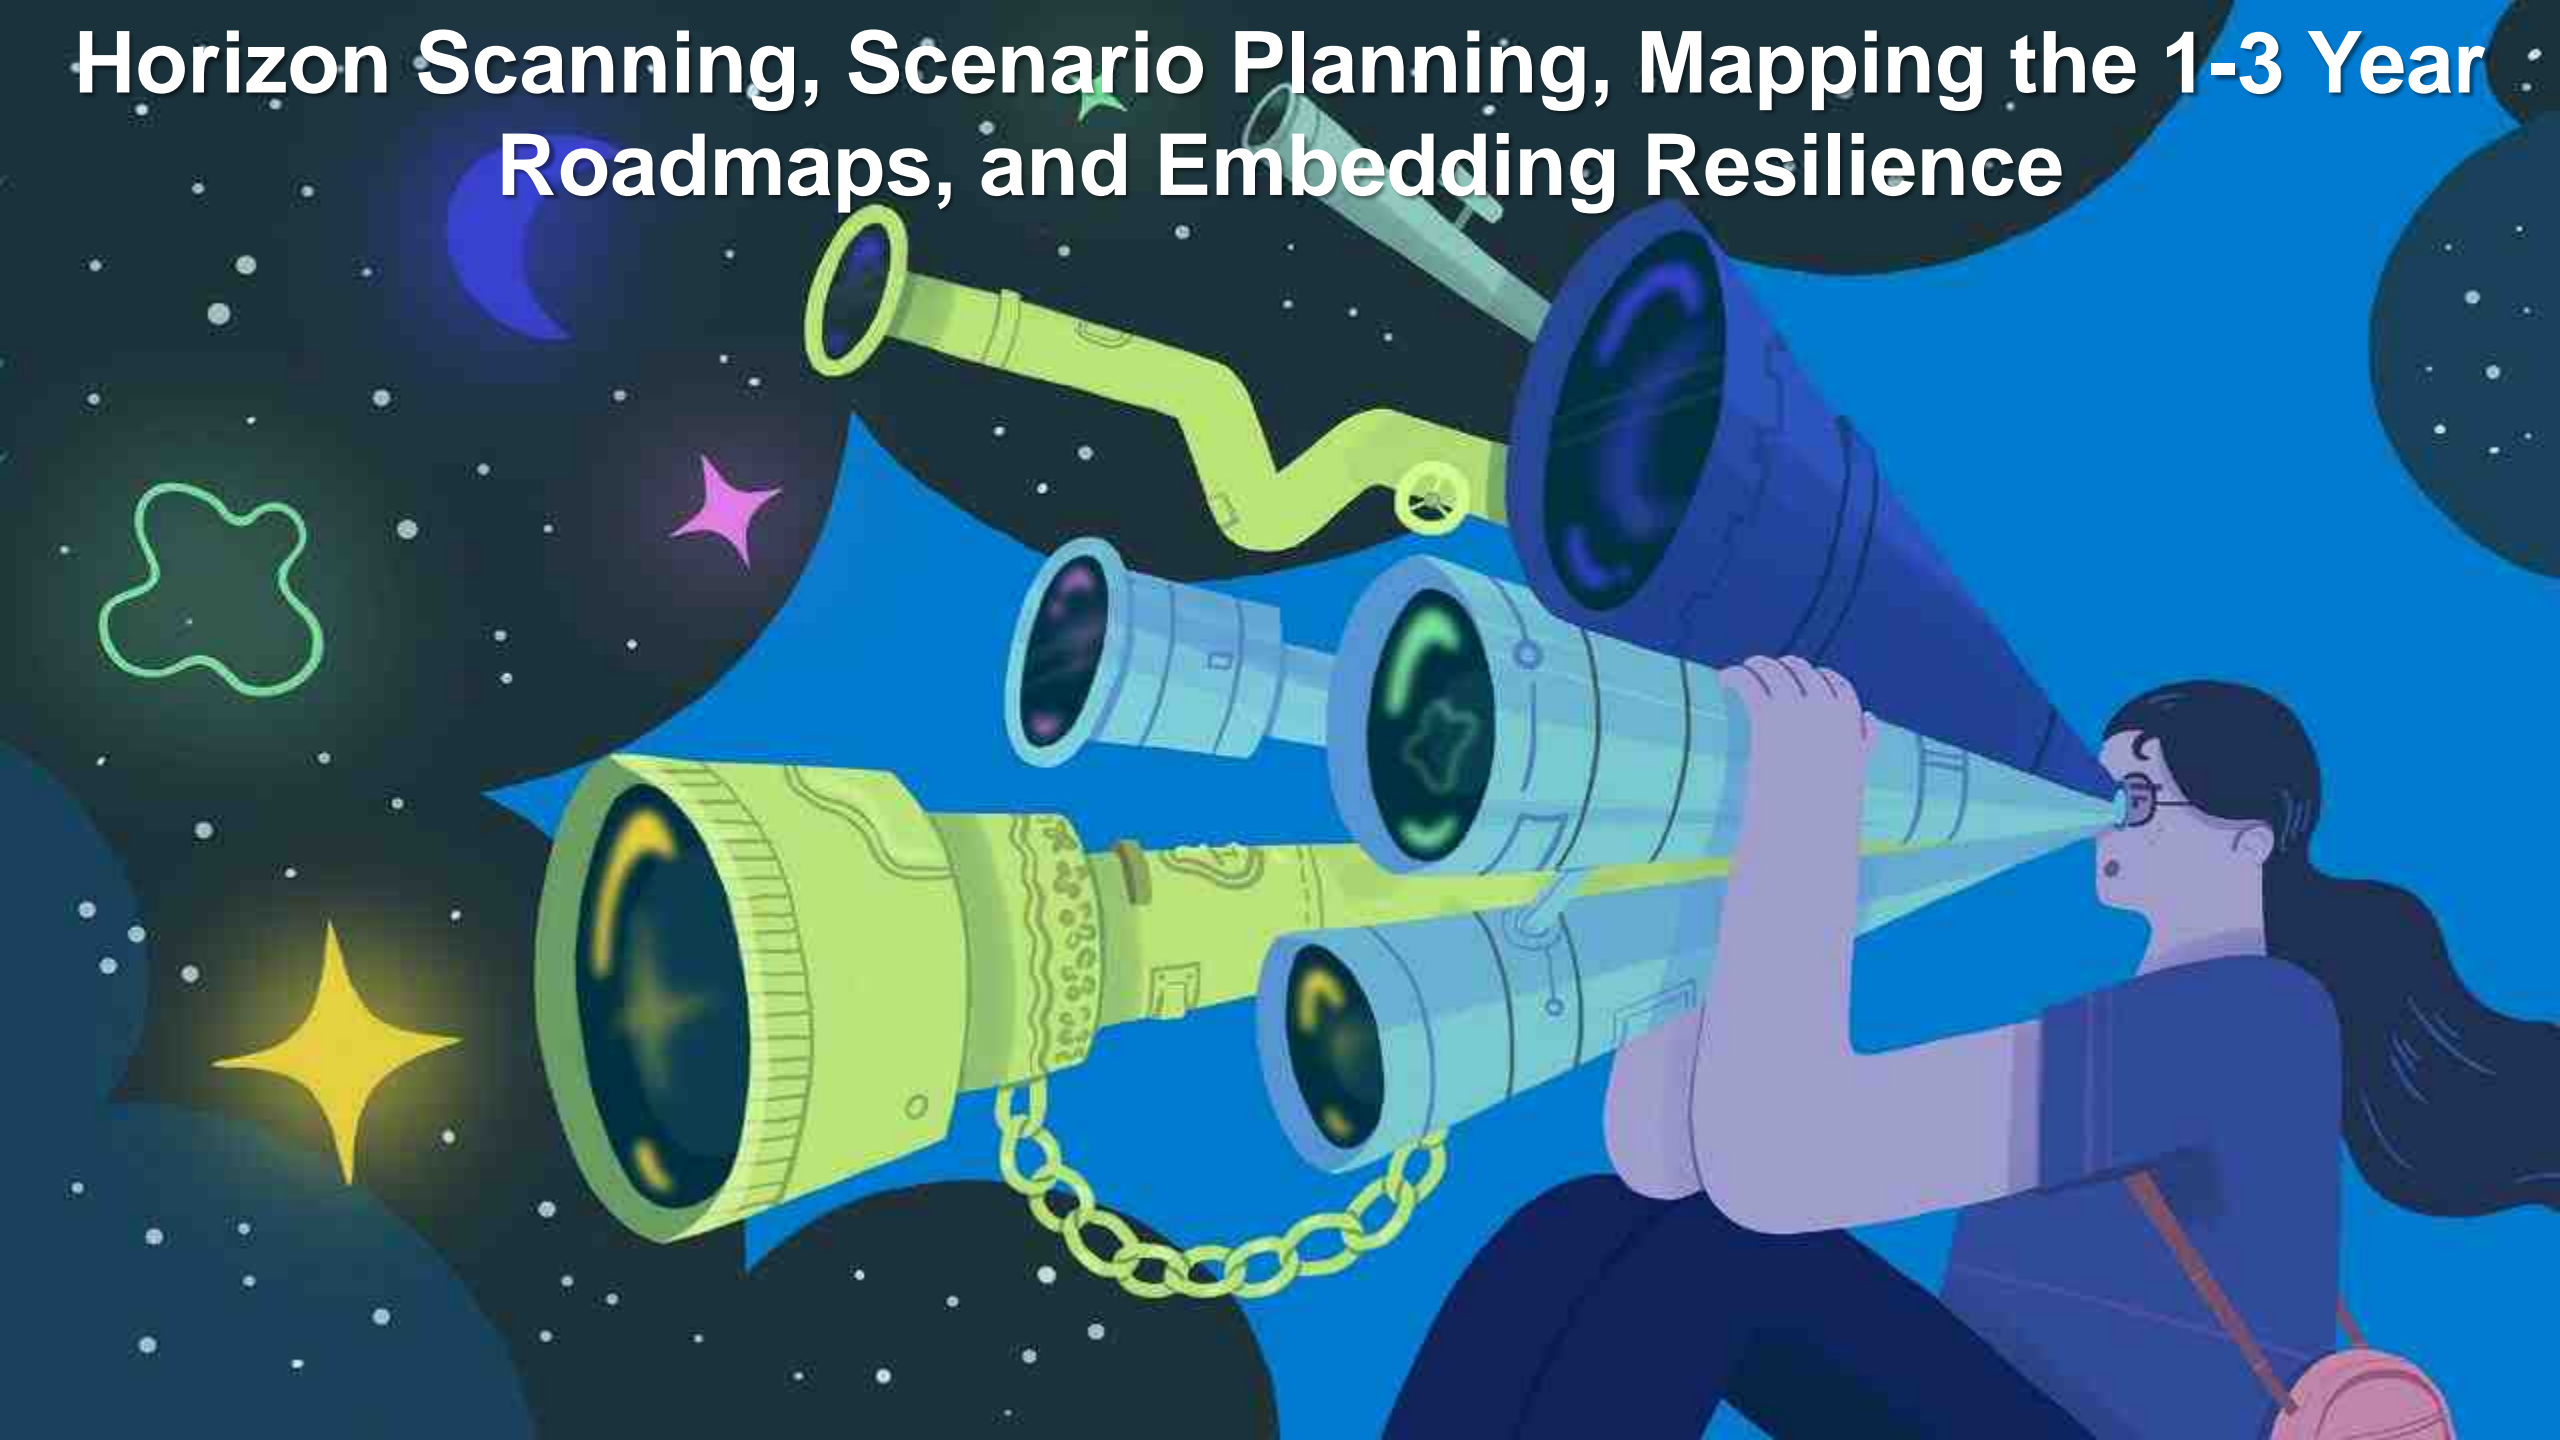 Horizon Scanning, Scenario Planning, Mapping the 1-3 Year
Roadmaps, and Embedding Resilience